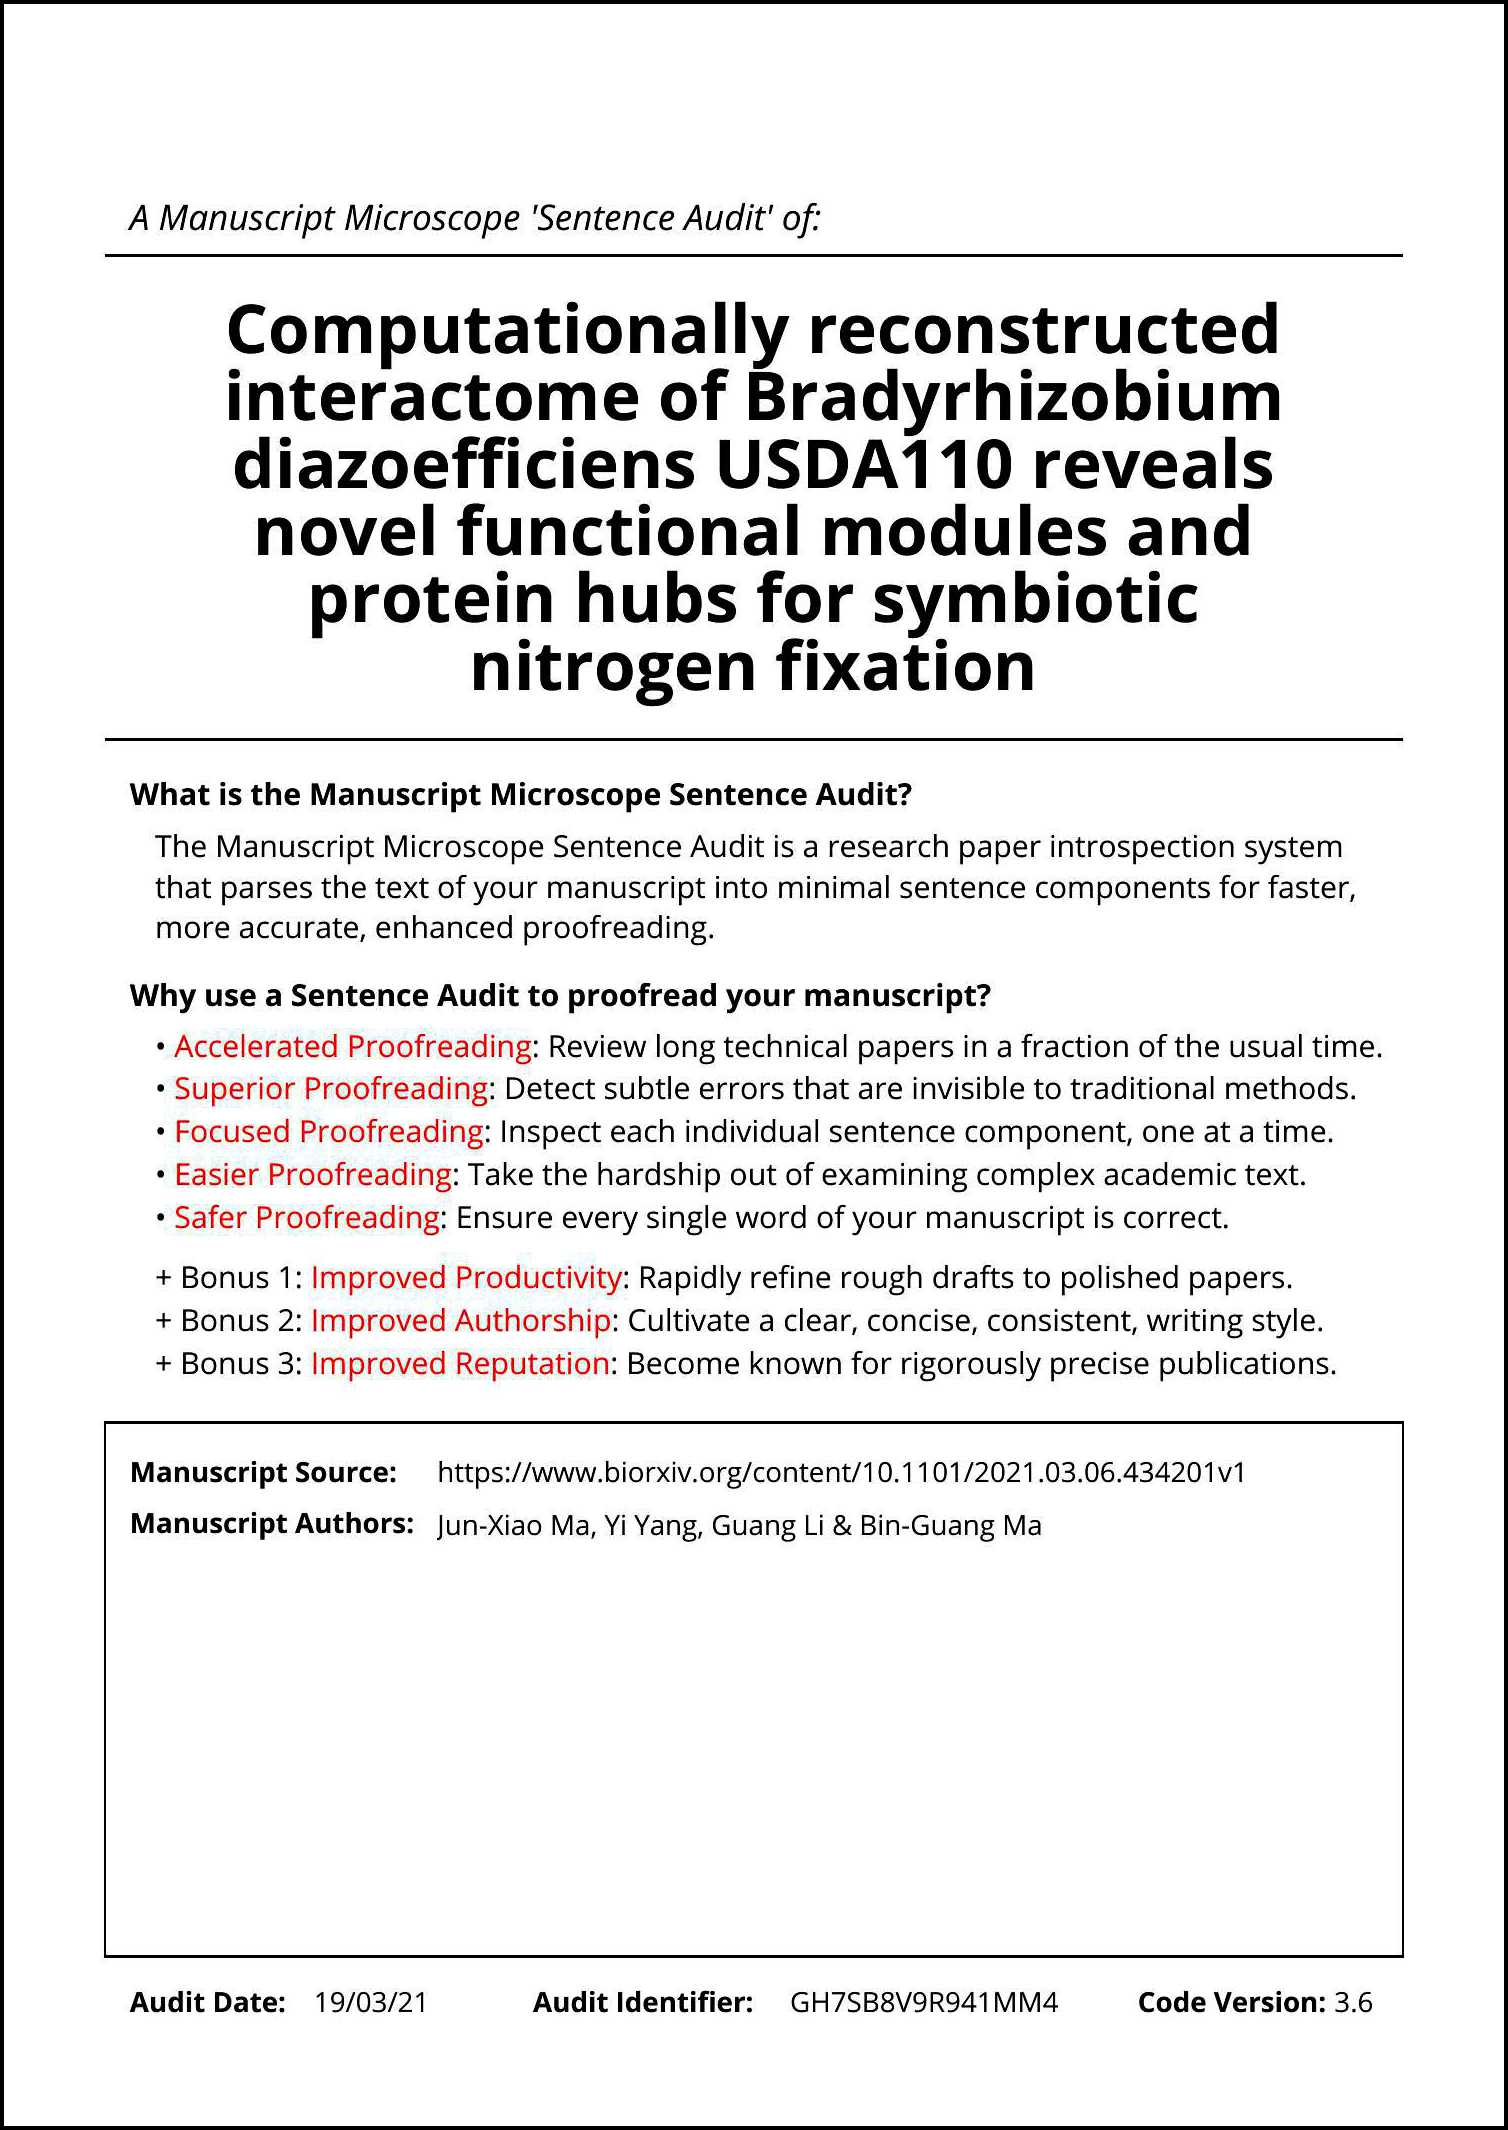 A Manuscript Microscope 'Sentence Audit' of:
Computationally reconstructed
interactome of Bradyrhizobium
diazoefficiens USDA110 reveals
novel functional modules and
protein hubs for symbiotic
nitrogen fixation
What is the Manuscript Microscope Sentence Audit?
The Manuscript Microscope Sentence Audit is a research paper introspection system
that parses the text of your manuscript into minimal sentence components for faster,
more accurate, enhanced proofreading.
Why use a Sentence Audit to proofread your manuscript?
• Accelerated Proofreading: Review long technical papers in a fraction of the usual time.
• Superior Proofreading: Detect subtle errors that are invisible to traditional methods.
• Focused Proofreading: Inspect each individual sentence component, one at a time.
• Easier Proofreading: Take the hardship out of examining complex academic text.
• Safer Proofreading: Ensure every single word of your manuscript is correct.
+ Bonus 1: Improved Productivity: Rapidly refine rough drafts to polished papers.
+ Bonus 2: Improved Authorship: Cultivate a clear, concise, consistent, writing style.
+ Bonus 3: Improved Reputation: Become known for rigorously precise publications.
Manuscript Source: https://www.biorxiv.org/content/10.1101/2021.03.06.434201v1
Manuscript Authors: Jun-Xiao Ma, Yi Yang, Guang Li & Bin-Guang Ma
Audit Date: 19/03/21 Audit Identifier: GH7SB8V9R941MM4 Code Version: 3.6